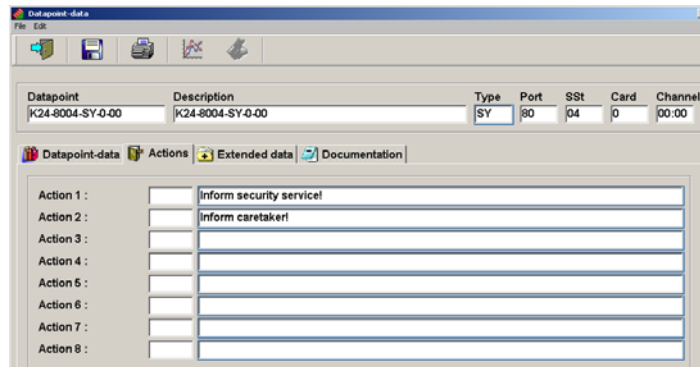 Datapoint-data
File Edit
Datapoint Description Type Port SSt Card Channel
K24-8004-SY-0-00 K24-8004-SY-0-00 SY 80 04 0 00:00
Datapoint-data Actions Extended data Documentation
Action 1 : Inform security service!
Action 2 : Inform caretaker!
Action 3 :
Action 4 :
Action 5 :
Action 6 :
Action 7 :
Action 8 :